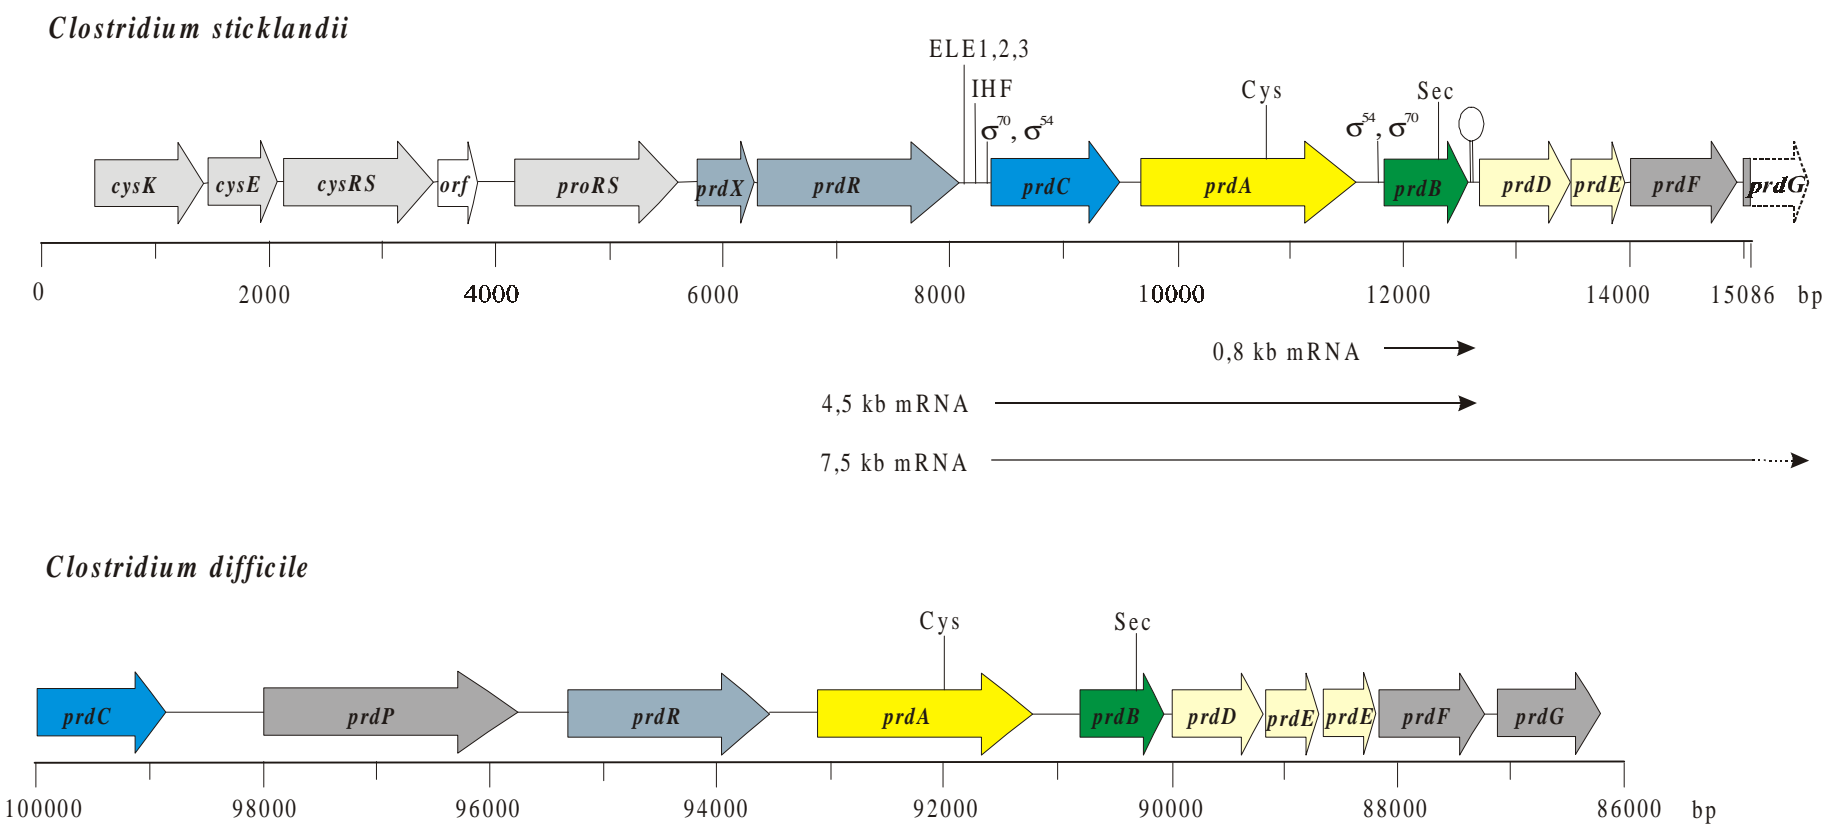 Clostridium sticklandii
ELE1,2,3
IHF
σ70, σ54
Cys
σ54, σ70
Sec
cysK cysE cysRS orf proRS prdX prdR prdC prdA prdB prdD prdE prdF prdG
0 2000 4000 6000 8000 10000 12000 14000 15086 bp
0,8 kb mRNA
4,5 kb mRNA
7,5 kb mRNA
Clostridium difficile
Cys Sec
prdC prdP prdR prdA prdB prdD prdE prdE prdF prdG
100000 98000 96000 94000 92000 90000 88000 86000 bp